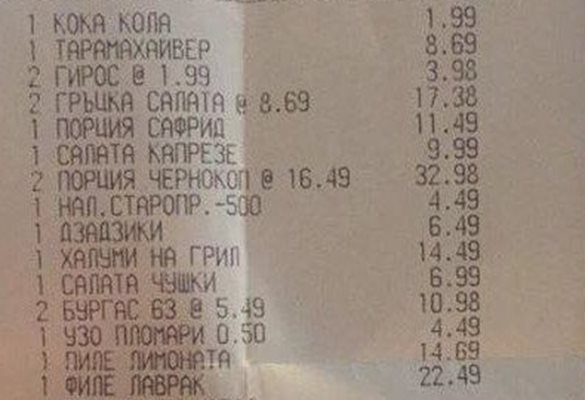 1 КОКА КОЛА 1.99
1 ТАРАМАХАЙВЕР 8.69
2 ГИРОС @ 1.99 3.98
2 ГРЪЦКА САЛАТА @ 8.69 17.38
1 ПОРЦИЯ САФРИД 11.49
1 САЛАТА КАПРЕЗЕ 9.99
2 ПОРЦИЯ ЧЕРНОКОП @ 16.49 32.98
1 НАЛ.СТАРОПР.-500 4.49
1 ДЗАДЗИКИ 6.49
1 ХАЛУМИ НА ГРИЛ 14.49
1 САЛАТА ЧУШКИ 6.99
2 БУРГАС 63 @ 5.49 10.98
1 УЗО ПЛОМАРИ 0.50 4.49
1 ПИЛЕ ЛИМОНАТА 14.69
1 ФИЛЕ ЛАВРАК 22.49